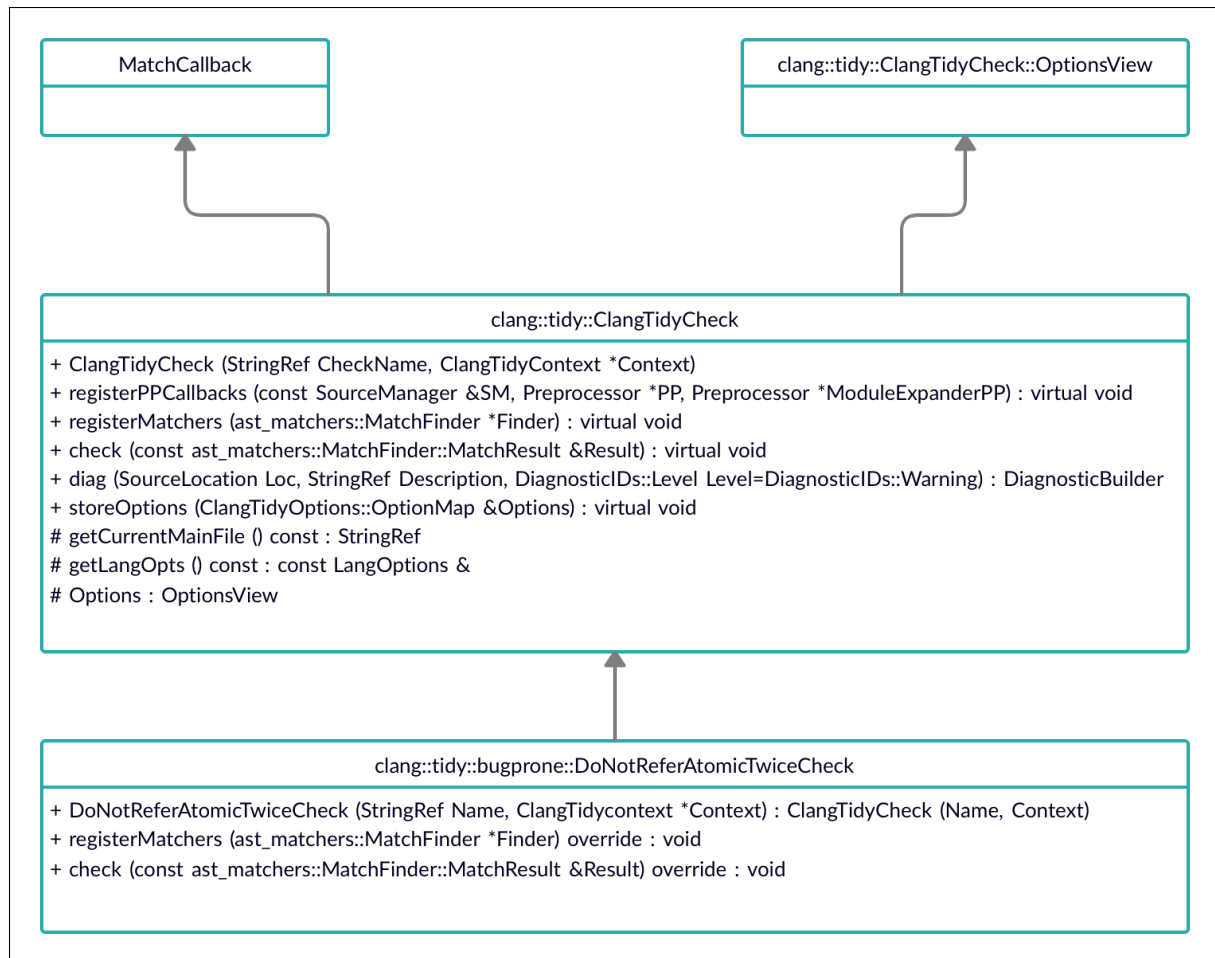 MatchCallback
clang::tidy::ClangTidyCheck::OptionsView
clang::tidy::ClangTidyCheck
+ ClangTidyCheck (StringRef CheckName, ClangTidyContext *Context)
+ registerPPCallbacks (const SourceManager &SM, Preprocessor *PP, Preprocessor *ModuleExpanderPP) : virtual void
+ registerMatchers (ast_matchers::MatchFinder *Finder) : virtual void
+ check (const ast_matchers::MatchFinder::MatchResult &Result) : virtual void
+ diag (SourceLocation Loc, StringRef Description, DiagnosticIDs::Level Level=DiagnosticIDs::Warning) : DiagnosticBuilder
+ storeOptions (ClangTidyOptions::OptionMap &Options) : virtual void
# getCurrentMainFile () const : StringRef
# getLangOpts () const : const LangOptions &
# Options : OptionsView
clang::tidy::bugprone::DoNotReferAtomicTwiceCheck
+ DoNotReferAtomicTwiceCheck (StringRef Name, ClangTidycontext *Context) : ClangTidyCheck (Name, Context)
+ registerMatchers (ast_matchers::MatchFinder *Finder) override : void
+ check (const ast_matchers::MatchFinder::MatchResult &Result) override : void